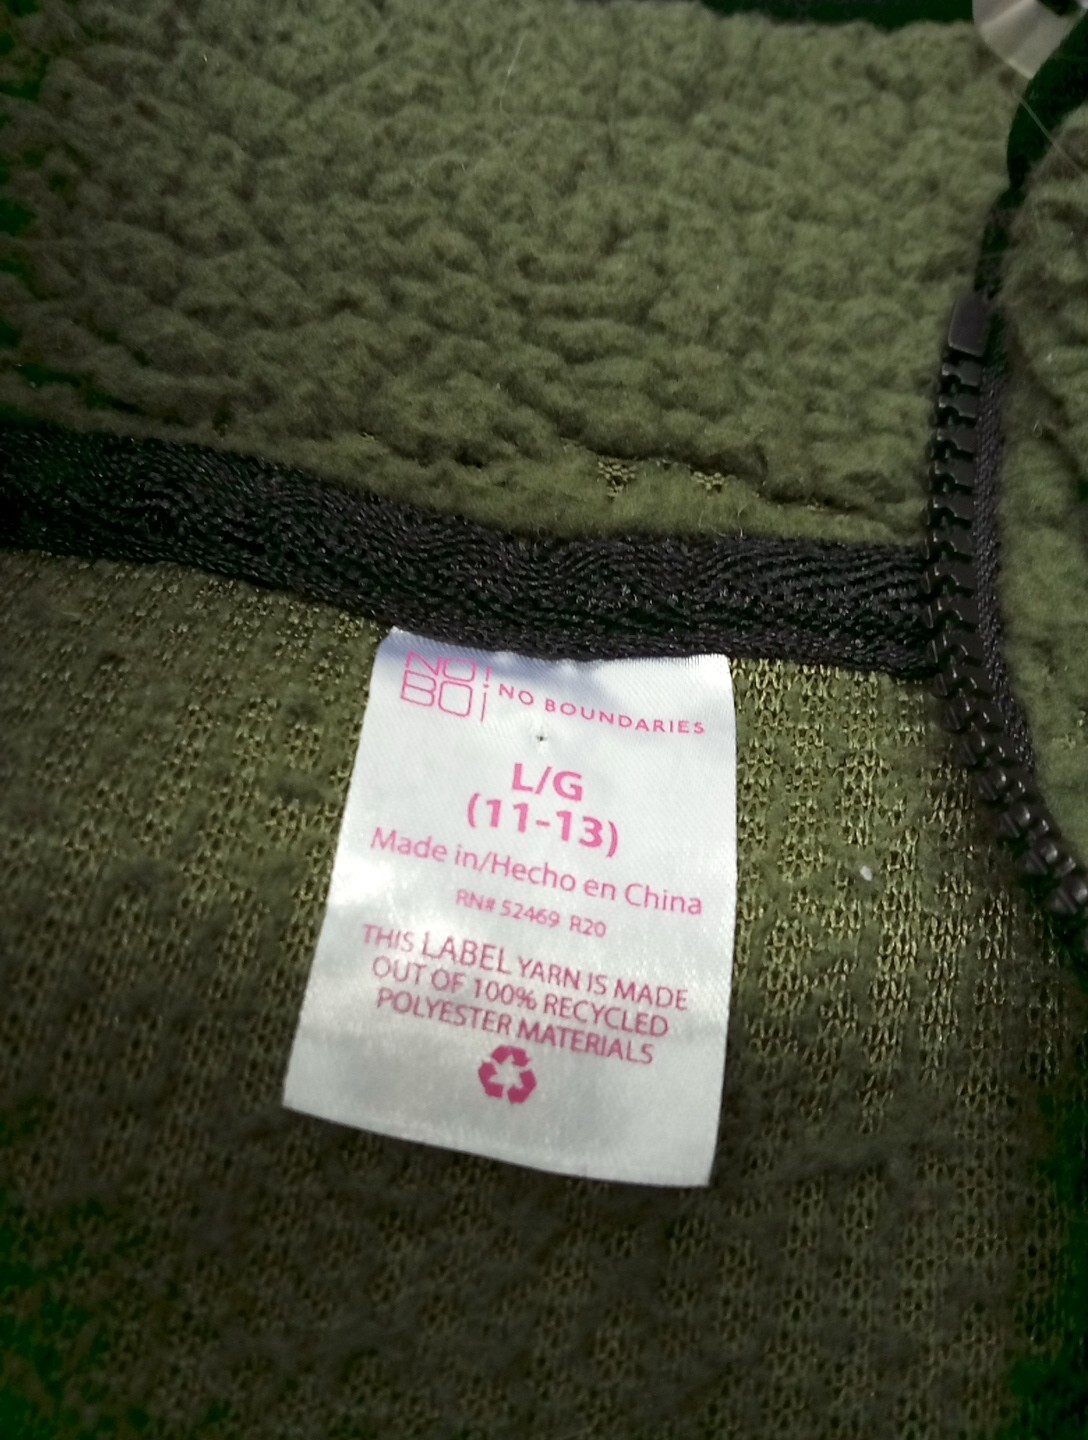 NO
BO
NO BOUNDARIES
L/G
(11-13)
Made in/Hecho en China
RN# 52469 R20
THIS LABEL YARN IS MADE
OUT OF 100% RECYCLED
POLYESTER MATERIALS